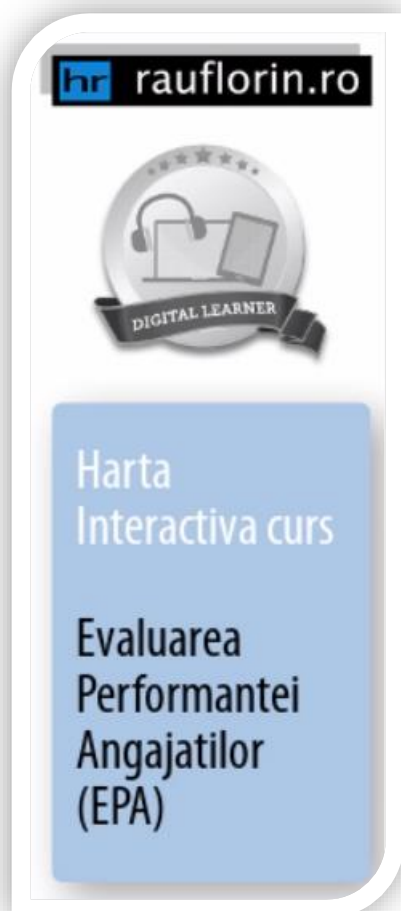 hr rauflorin.ro
DIGITAL LEARNER
Harta
Interactiva curs
Evaluarea
Performantei
Angajatilor
(EPA)